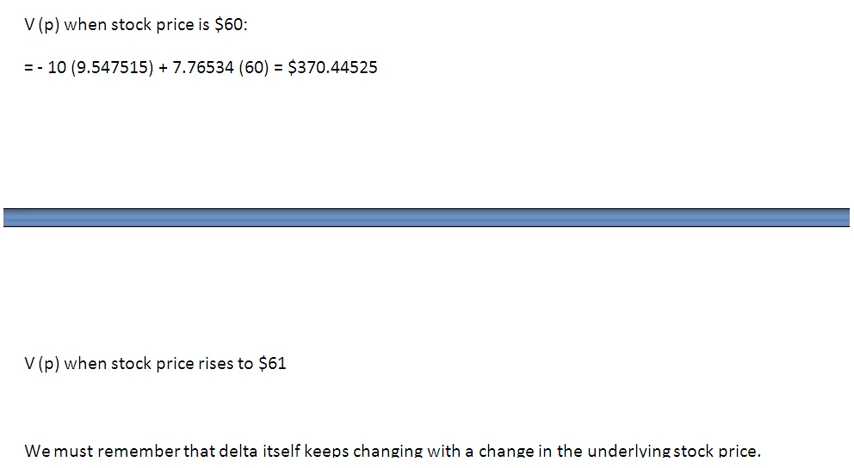 V (p) when stock price is $60:
= - 10 (9.547515) + 7.76534 (60) = $370.44525
V (p) when stock price rises to $61
We must remember that delta itself keeps changing with a change in the underlying stock price.